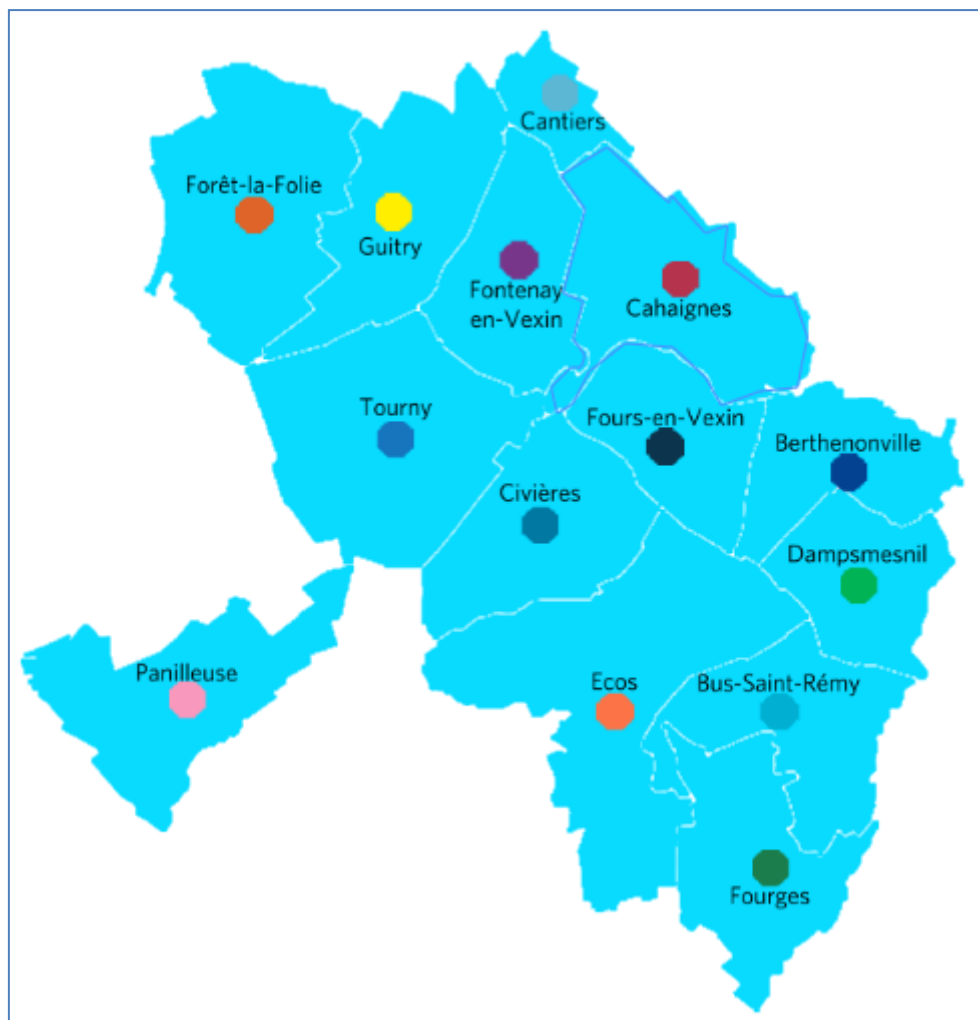 Cantiers
Forêt-la-Folie
Guitry
Fontenay
en-Vexin
Cahaignes
Tourny
Fours-en-Vexin
Berthenonville
Civières
Dampsmesnil
Panilleuse
Ecos
Bus-Saint-Rémy
Fourges